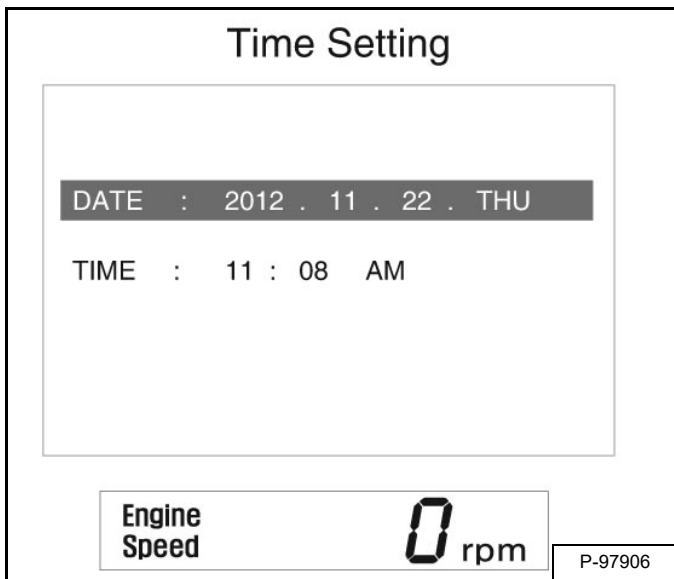 Time Setting
DATE : 2012 . 11 . 22 . THU
TIME : 11 : 08 AM
Engine
Speed
0 rpm
P-97906